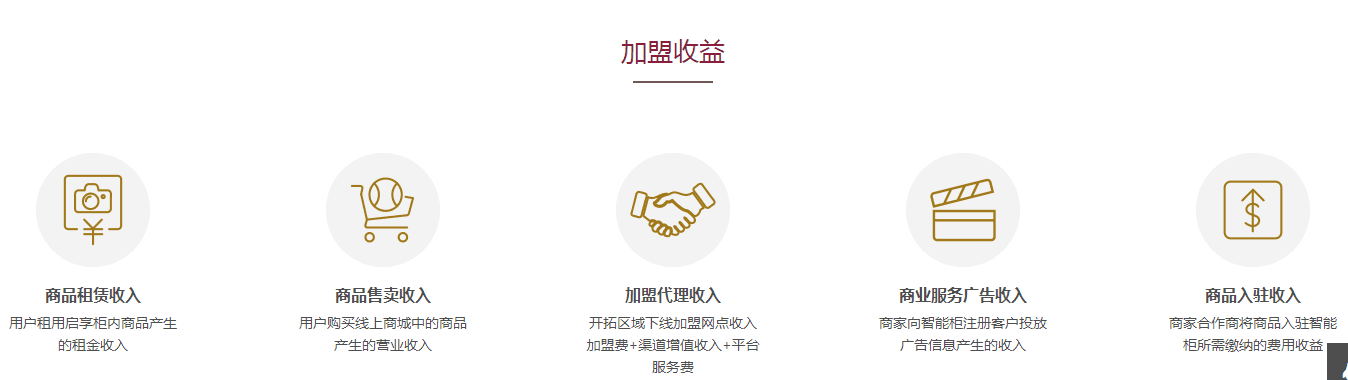 加盟收益
商品租赁收入
用户租用启享柜内商品产生
的租金收入
商品售卖收入
用户购买线上商城中的商品
产生的营业收入
加盟代理收入
开拓区域下线加盟网点收入
加盟费+渠道增值收入+平台
服务费
商业服务广告收入
商家向智能柜注册客户投放
广告信息产生的收入
商品入驻收入
商家合作商将商品入驻智能
柜所需缴纳的费用收益